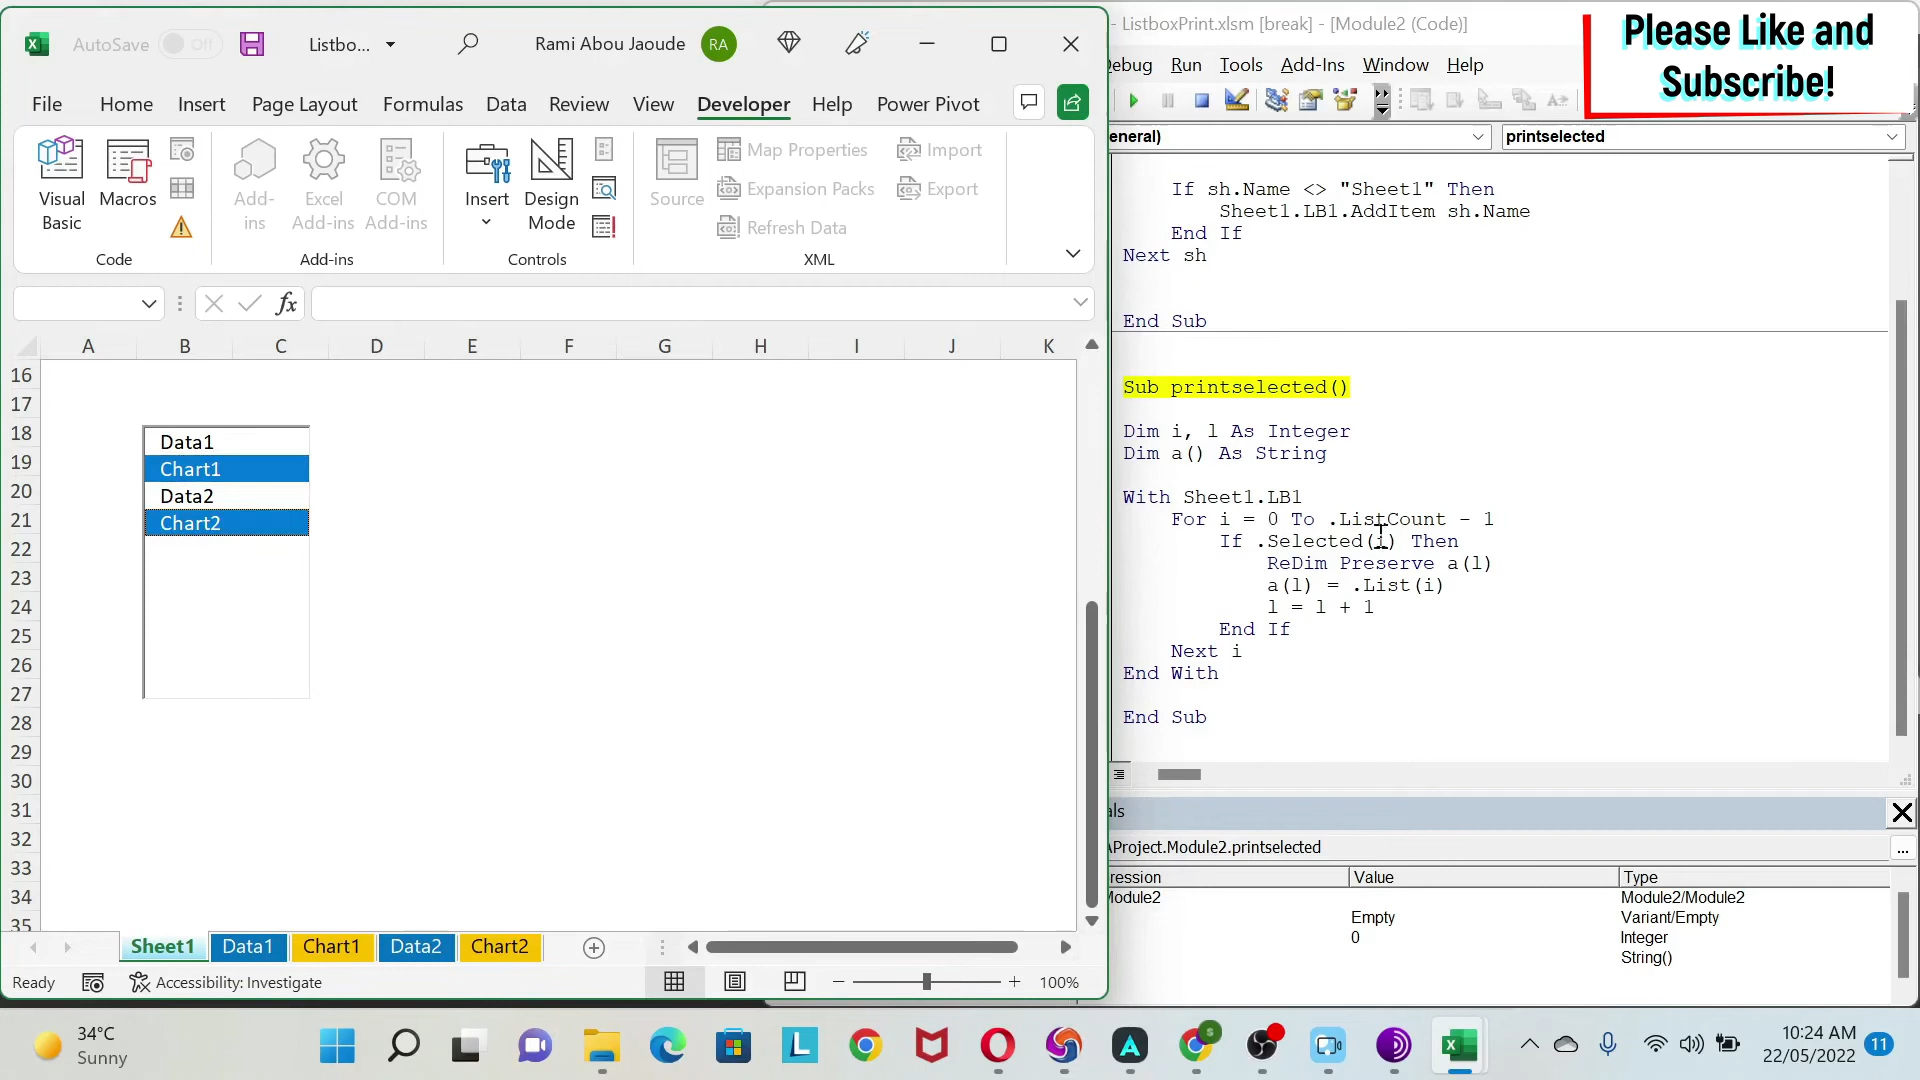 AutoSave
Off
Listbo...
Rami Abou Jaoude
RA
File
Home
Insert
Page Layout
Formulas
Data
Review
View
Developer
Help
Power Pivot
Visual Basic
Macros
Code
Add-ins
Excel Add-ins
COM Add-ins
Add-ins
Insert
Design Mode
Controls
Source
Map Properties
Expansion Packs
Refresh Data
Import
Export
XML
fx
A B C D E F G H I J K
16
17
18
19
20
21
22
23
24
25
26
27
28
29
30
31
32
33
34
35
Data1
Chart1
Data2
Chart2
Sheet1 Data1 Chart1 Data2 Chart2
Ready
Accessibility: Investigate
100%
- ListboxPrint.xlsm [break] - [Module2 (Code)]
Please Like and
Subscribe!
ebug Run Tools Add-Ins Window Help
eneral)
printselected
If sh.Name <> "Sheet1" Then
Sheet1.LB1.AddItem sh.Name
End If
Next sh
End Sub
Sub printselected()
Dim i, l As Integer
Dim a() As String
With Sheet1.LB1
For i = 0 To .ListCount - 1
If .Selected(i) Then
ReDim Preserve a(l)
a(l) = .List(i)
l = l + 1
End If
Next i
End With
End Sub
als
AProject.Module2.printselected
...
ression Value Type
Module2 Module2/Module2
Empty Variant/Empty
0 Integer
String()
34°C
Sunny
L
A
$
10:24 AM
22/05/2022
11